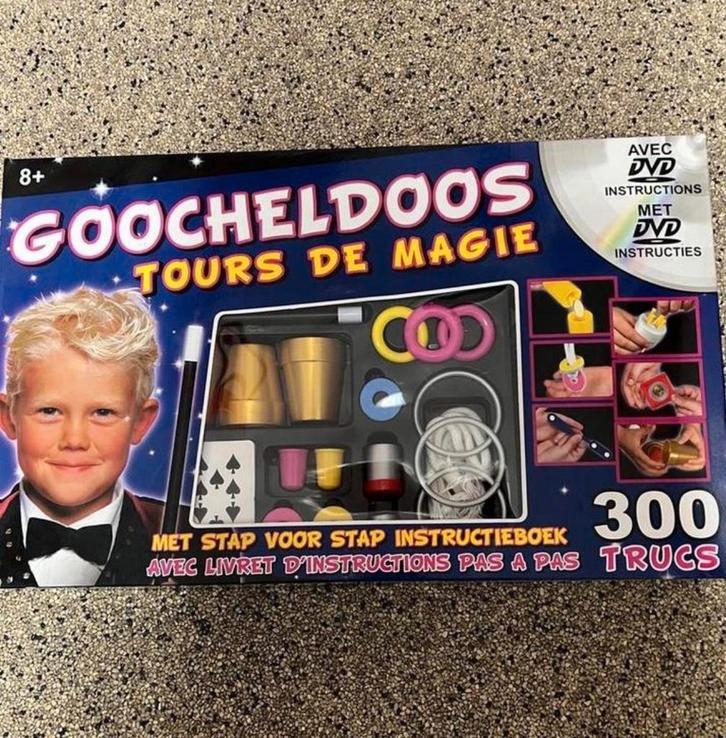 8+
GOOCHELDOOS
TOURS DE MAGIE
AVEC
DVD
INSTRUCTIONS
MET
DVD
INSTRUCTIES
MET STAP VOOR STAP INSTRUCTIEBOEK
AVEC LIVRET D'INSTRUCTIONS PAS A PAS
300
TRUCS